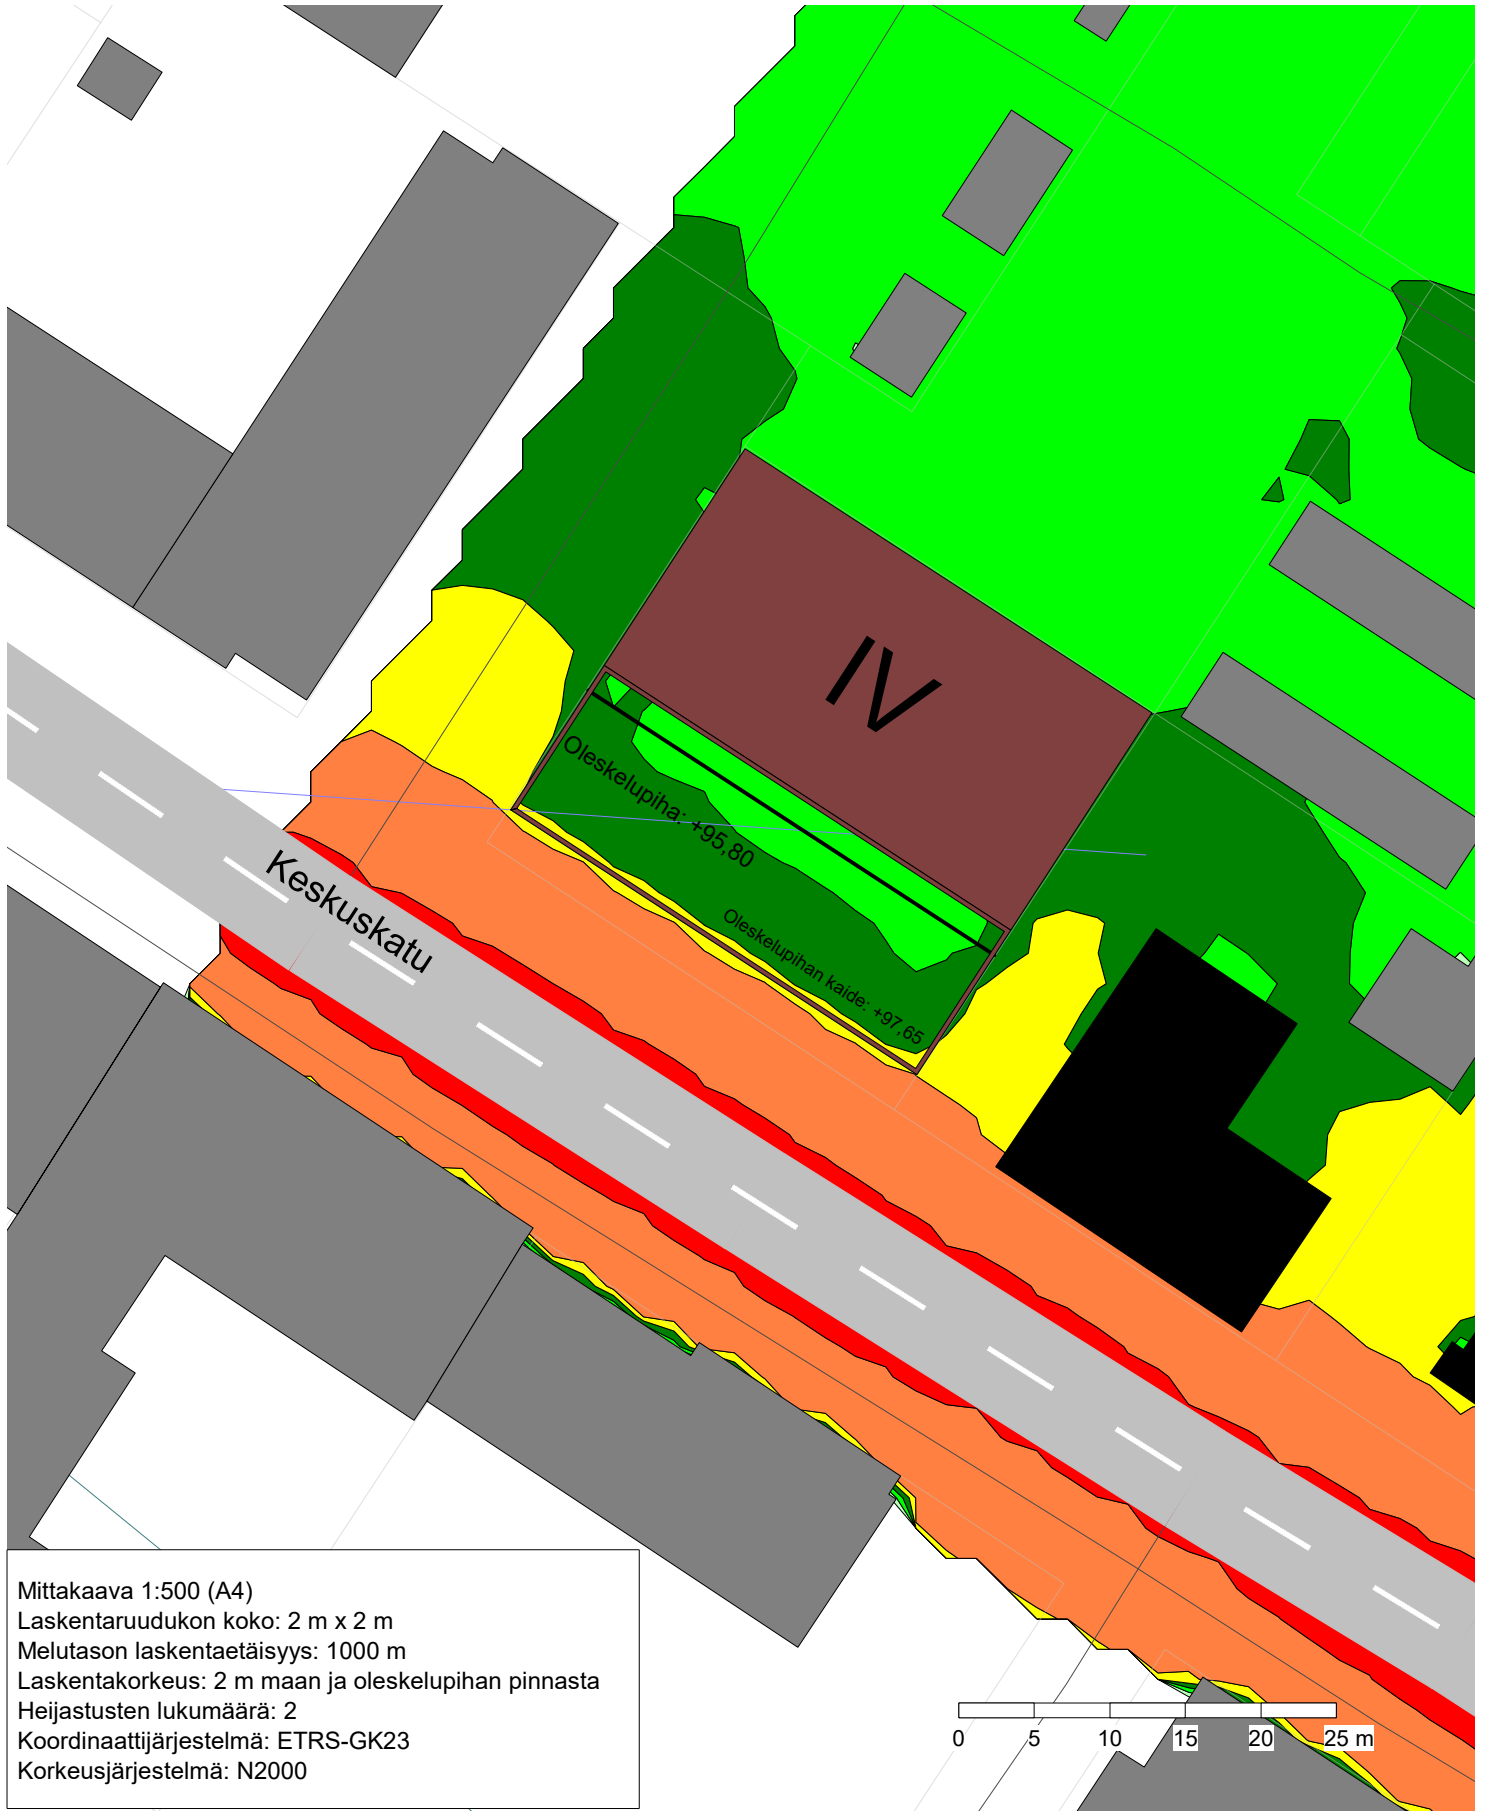 IV
Oleskelupiha: +95,80
Oleskelupihan kaide: +97,65
Keskuskatu
Mittakaava 1:500 (A4)
Laskentaruudukon koko: 2 m x 2 m
Melutason laskentaetäisyys: 1000 m
Laskentakorkeus: 2 m maan ja oleskelupihan pinnasta
Heijastusten lukumäärä: 2
Koordinaattijärjestelmä: ETRS-GK23
Korkeusjärjestelmä: N2000
0 5 10 15 20 25 m